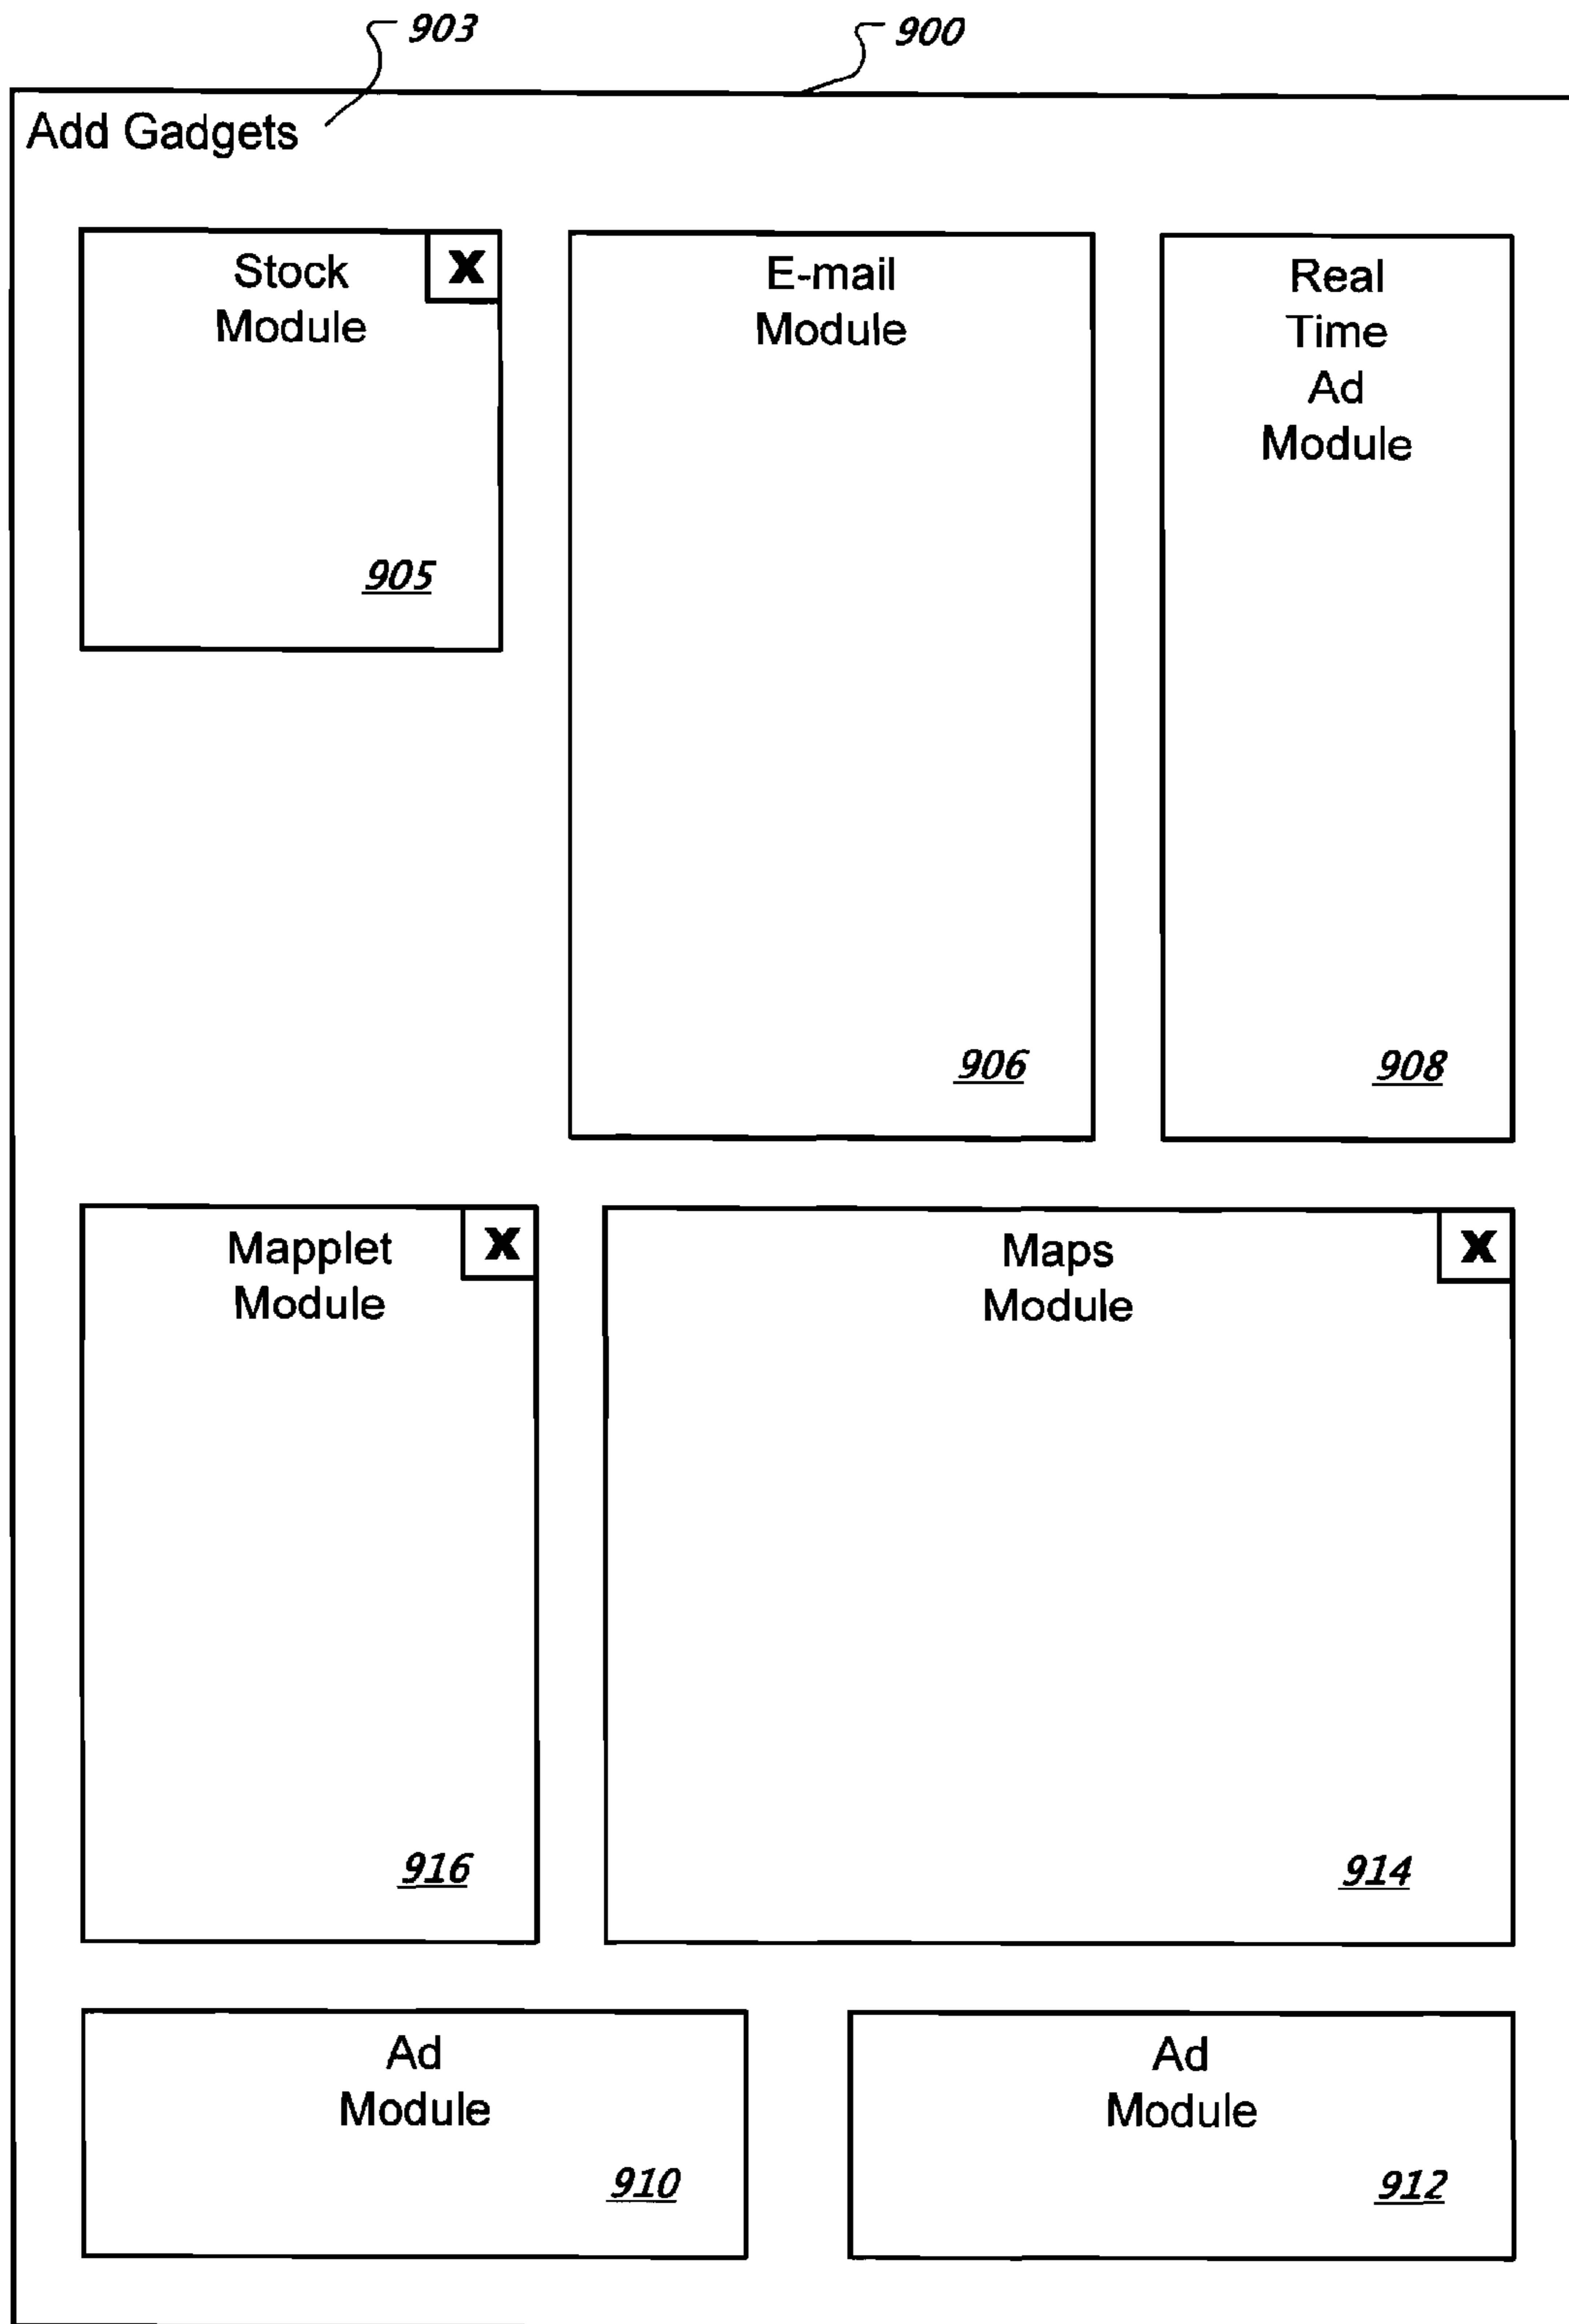 903
900
Add Gadgets
Stock
Module
X
905
E-mail
Module
906
Real
Time
Ad
Module
908
Mapplet
Module
X
916
Maps
Module
X
914
Ad
Module
910
Ad
Module
912